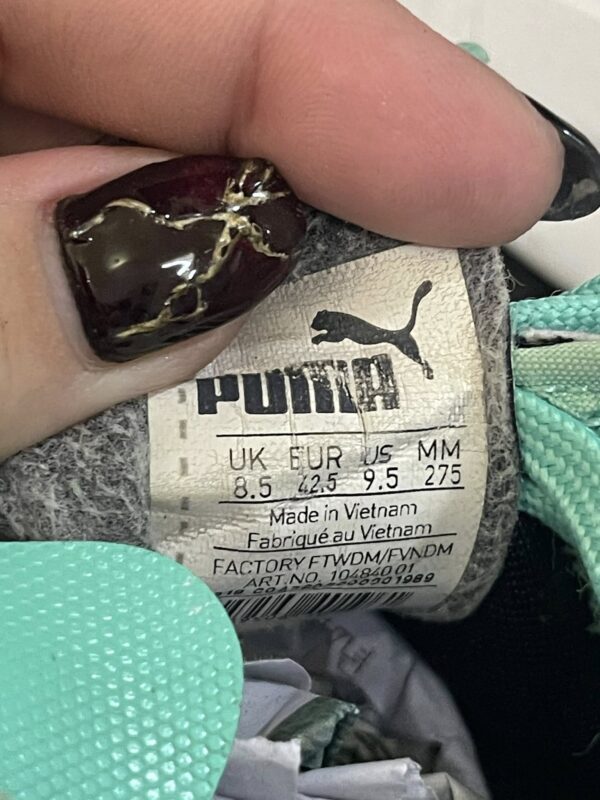 PUMA
UK EUR US MM
8.5 42.5 9.5 275
Made in Vietnam
Fabriqué au Vietnam
FACTORY FTWDM/FVNDM
ART.NO. 104840 01